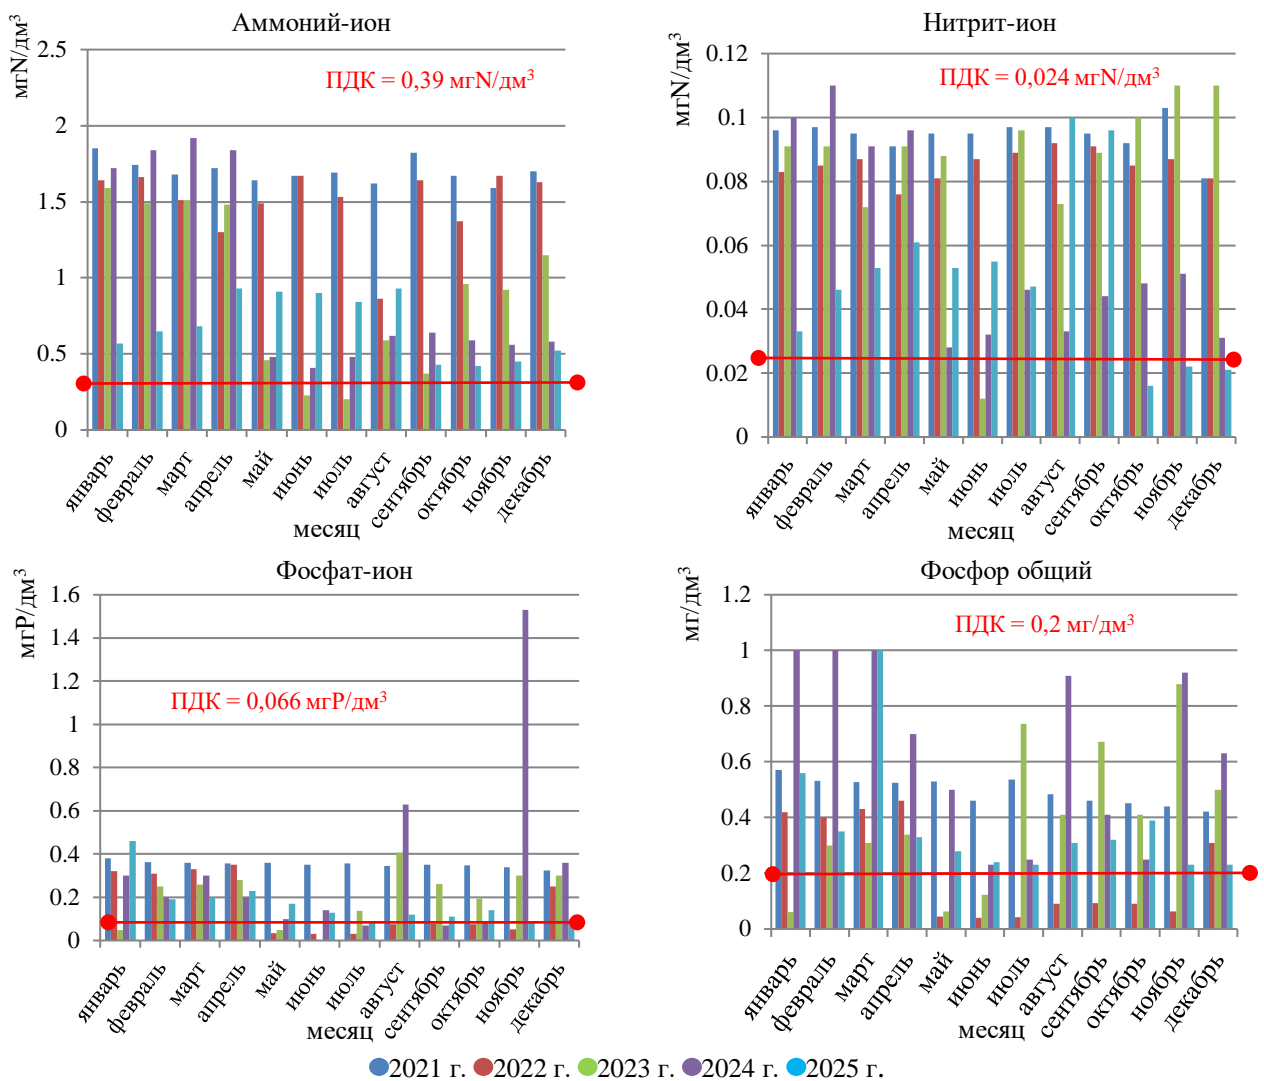 Аммоний-ион
мгN/дм³
ПДК = 0,39 мгN/дм³
2.5
2
1.5
1
0.5
0
январь
февраль
март
апрель
май
июнь
июль
август
сентябрь
октябрь
ноябрь
декабрь
месяц
Нитрит-ион
мгN/дм³
ПДК = 0,024 мгN/дм³
0.12
0.1
0.08
0.06
0.04
0.02
0
январь
февраль
март
апрель
май
июнь
июль
август
сентябрь
октябрь
ноябрь
декабрь
месяц
Фосфат-ион
мгP/дм³
ПДК = 0,066 мгP/дм³
1.6
1.4
1.2
1
0.8
0.6
0.4
0.2
0
январь
февраль
март
апрель
май
июнь
июль
август
сентябрь
октябрь
ноябрь
декабрь
месяц
Фосфор общий
мг/дм³
ПДК = 0,2 мг/дм³
1.2
1
0.8
0.6
0.4
0.2
0
январь
февраль
март
апрель
май
июнь
июль
август
сентябрь
октябрь
ноябрь
декабрь
месяц
2021 г. 2022 г. 2023 г. 2024 г. 2025 г.